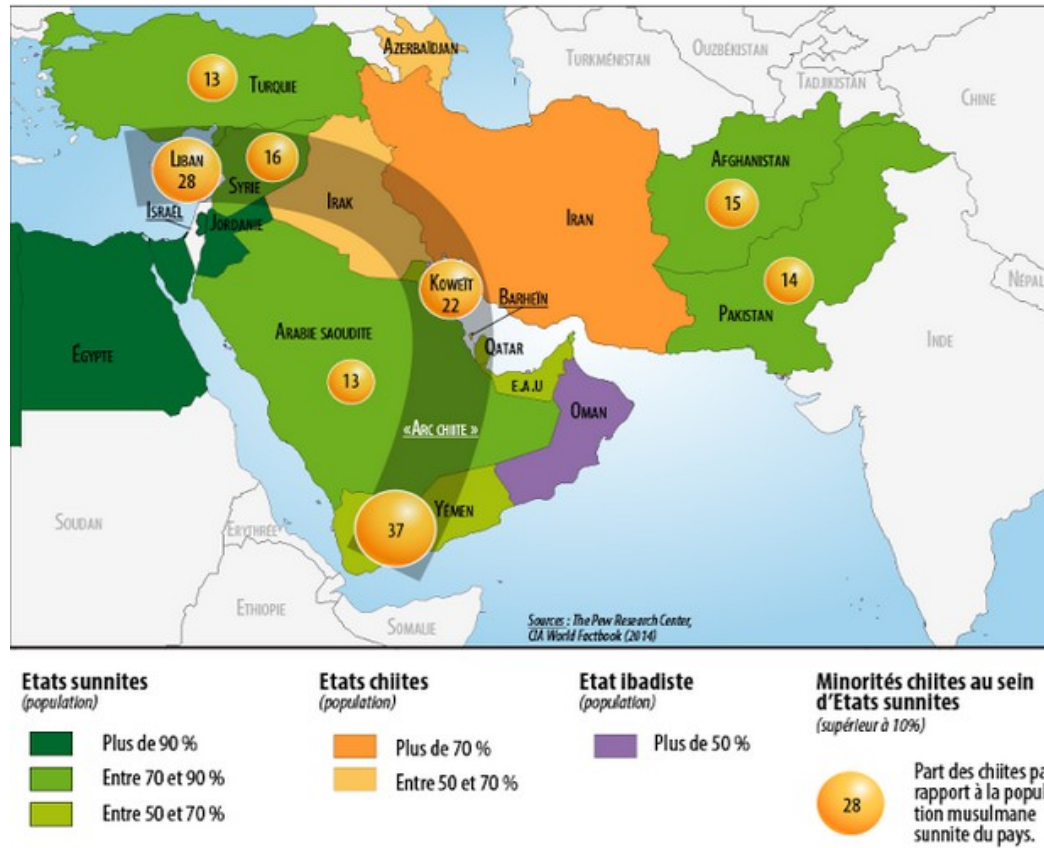 AZERBAÏDJAN
TURKMÉNISTAN
OUZBÉKISTAN
TADJIKISTAN
CHINE
13
TURQUIE
LIBAN
28
16
SYRIE
ISRAËL
JORDANIE
IRAK
IRAN
AFGHANISTAN
15
14
PAKISTAN
NÉPAL
INDE
KOWEÏT
22
BARHEÏN
QATAR
E.A.U
OMAN
ÉGYPTE
ARABIE SAOUDITE
13
«ARC CHIITE »
YÉMEN
37
SOUDAN
ERYTHRÉE
ETHIOPIE
SOMALIE
Sources : The Pew Research Center,
CIA World Factbook (2014)
Etats sunnites
(population)
Plus de 90 %
Entre 70 et 90 %
Entre 50 et 70 %
Etats chiites
(population)
Plus de 70 %
Entre 50 et 70 %
Etat ibadiste
(population)
Plus de 50 %
Minorités chiites au sein
d'Etats sunnites
(supérieur à 10%)
28
Part des chiites pa
rapport à la popul
tion musulmane
sunnite du pays.